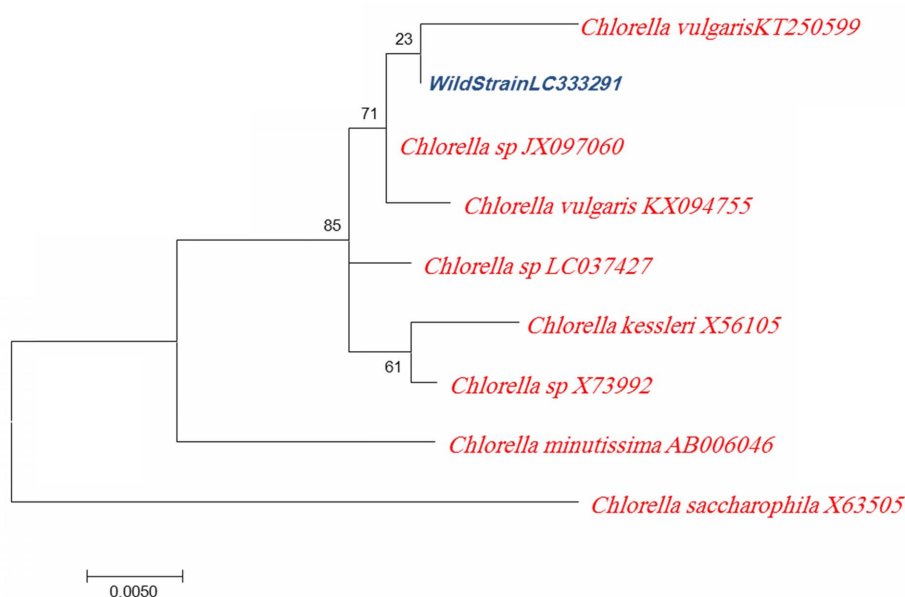 23
Chlorella vulgarisKT250599
WildStrainLC333291
71
Chlorella sp JX097060
Chlorella vulgaris KX094755
85
Chlorella sp LC037427
Chlorella kessleri X56105
61
Chlorella sp X73992
Chlorella minutissima AB006046
Chlorella saccharophila X63505
0.0050